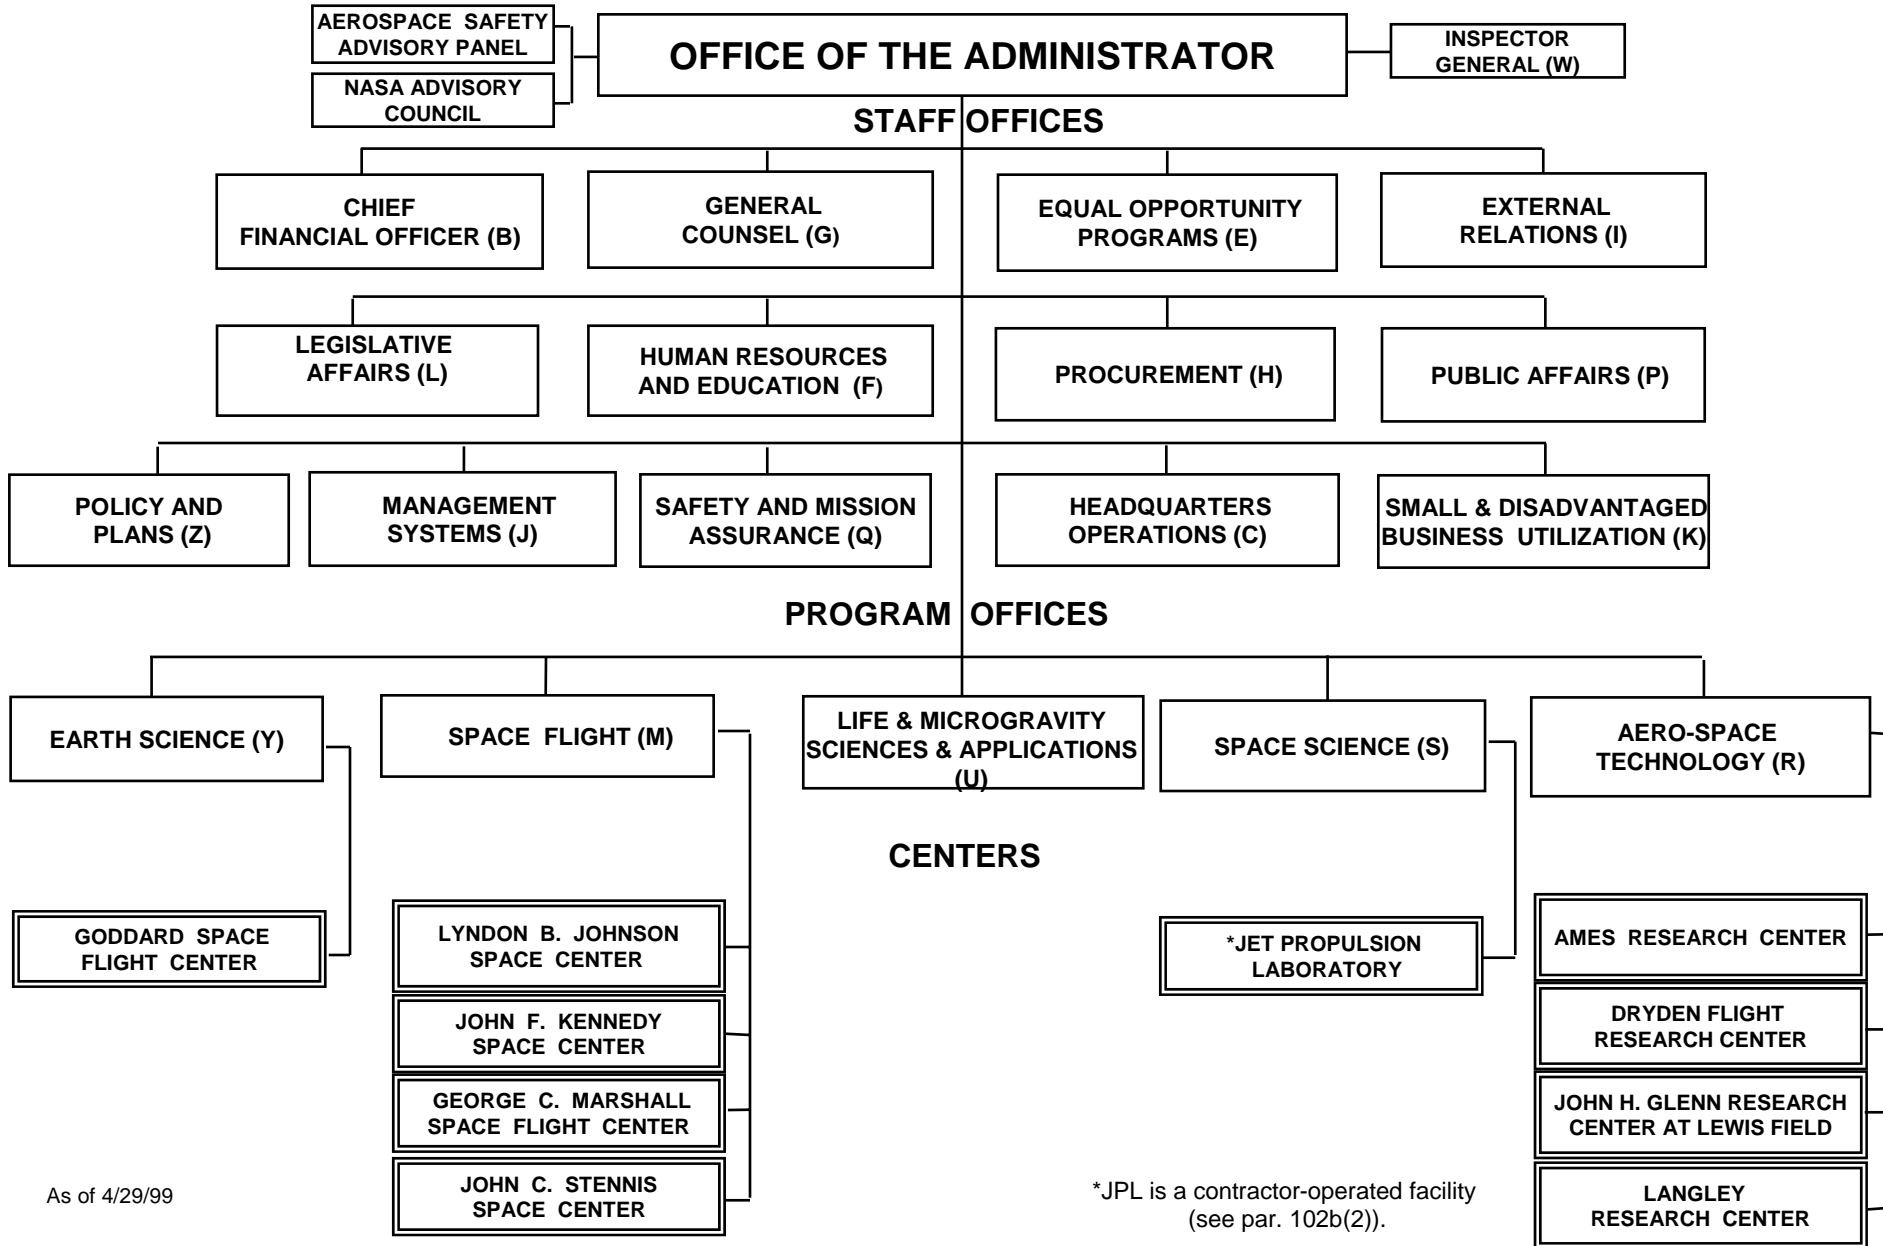 AEROSPACE SAFETY
ADVISORY PANEL
NASA ADVISORY
COUNCIL
OFFICE OF THE ADMINISTRATOR
INSPECTOR
GENERAL (W)
STAFF OFFICES
CHIEF
FINANCIAL OFFICER (B)
GENERAL
COUNSEL (G)
EQUAL OPPORTUNITY
PROGRAMS (E)
EXTERNAL
RELATIONS (I)
LEGISLATIVE
AFFAIRS (L)
HUMAN RESOURCES
AND EDUCATION (F)
PROCUREMENT (H)
PUBLIC AFFAIRS (P)
POLICY AND
PLANS (Z)
MANAGEMENT
SYSTEMS (J)
SAFETY AND MISSION
ASSURANCE (Q)
HEADQUARTERS
OPERATIONS (C)
SMALL & DISADVANTAGED
BUSINESS UTILIZATION (K)
PROGRAM OFFICES
EARTH SCIENCE (Y)
SPACE FLIGHT (M)
LIFE & MICROGRAVITY
SCIENCES & APPLICATIONS
(U)
SPACE SCIENCE (S)
AERO-SPACE
TECHNOLOGY (R)
CENTERS
GODDARD SPACE
FLIGHT CENTER
LYNDON B. JOHNSON
SPACE CENTER
JOHN F. KENNEDY
SPACE CENTER
GEORGE C. MARSHALL
SPACE FLIGHT CENTER
JOHN C. STENNIS
SPACE CENTER
*JET PROPULSION
LABORATORY
AMES RESEARCH CENTER
DRYDEN FLIGHT
RESEARCH CENTER
JOHN H. GLENN RESEARCH
CENTER AT LEWIS FIELD
LANGLEY
RESEARCH CENTER
As of 4/29/99
*JPL is a contractor-operated facility
(see par. 102b(2)).